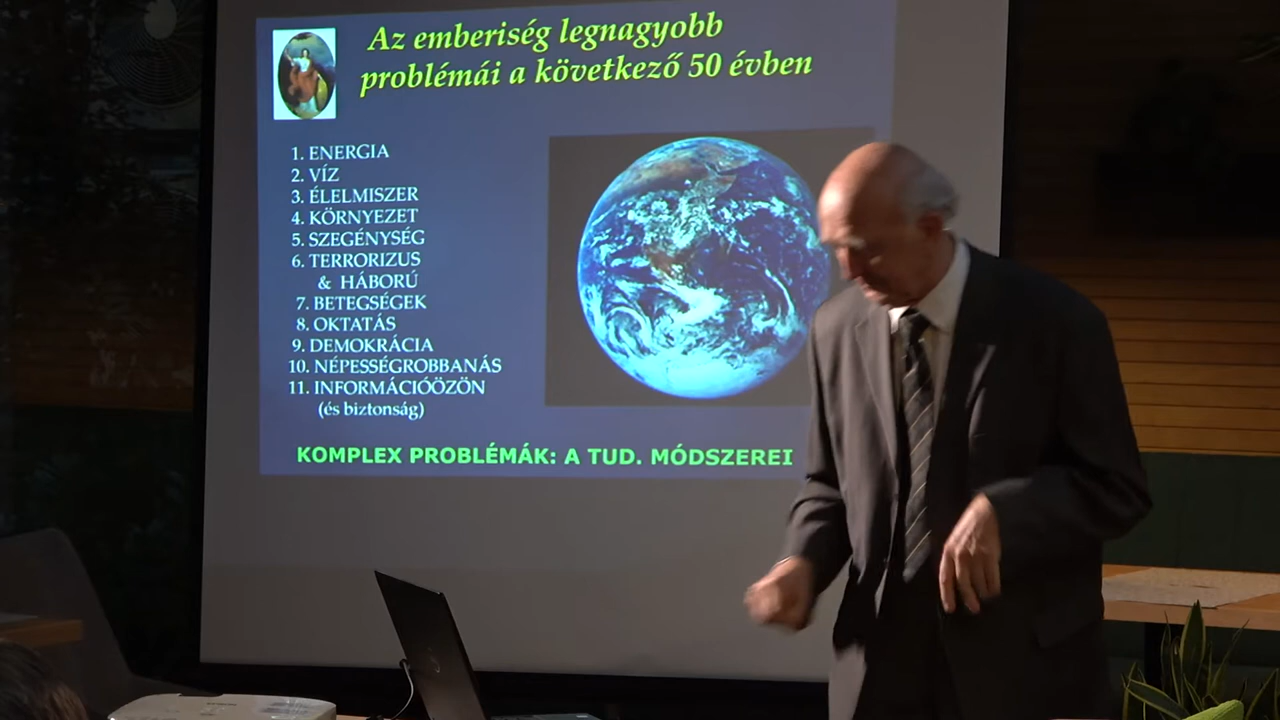 Az emberiség legnagyobb
problémái a következő 50 évben
1. ENERGIA
2. VÍZ
3. ÉLELMISZER
4. KÖRNYEZET
5. SZEGÉNYSÉG
6. TERRORIZUS
& HÁBORÚ
7. BETEGSÉGEK
8. OKTATÁS
9. DEMOKRÁCIA
10. NÉPESSÉGROBBANÁS
11. INFORMÁCIÓÖZÖN
(és biztonság)
KOMPLEX PROBLÉMÁK: A TUD. MÓDSZEREI